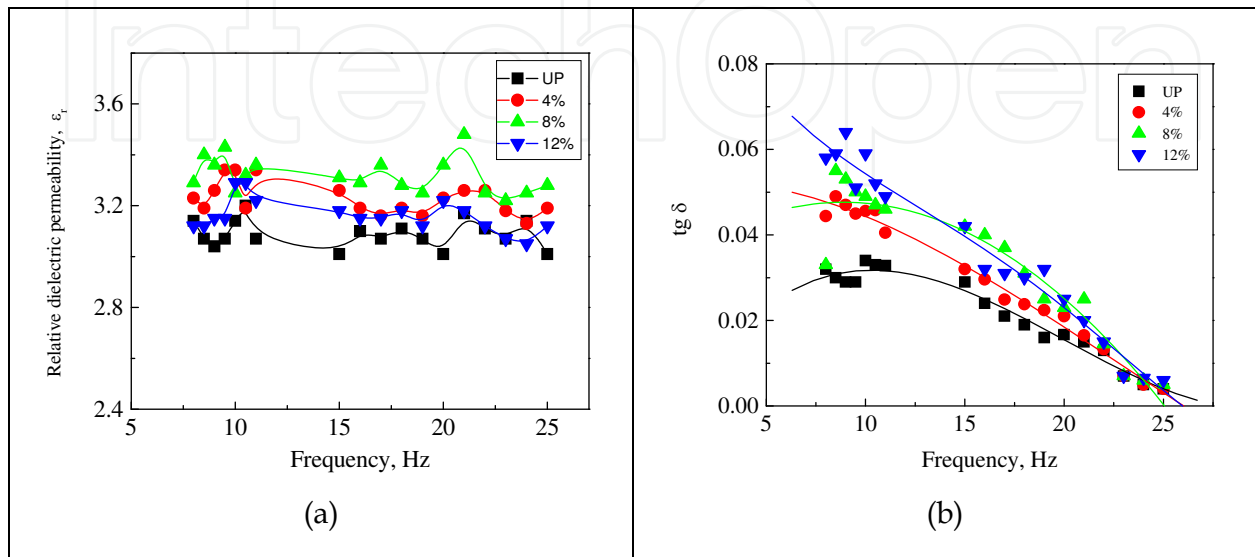 IntechOpen
3.6
3.2
2.8
2.4
5 10 15 20 25
Relative dielectric permeability, εr
Frequency, Hz
UP
4%
8%
12%
(a)
0.08
0.06
0.04
0.02
0.00
5 10 15 20 25
tg δ
Frequency, Hz
UP
4%
8%
12%
(b)